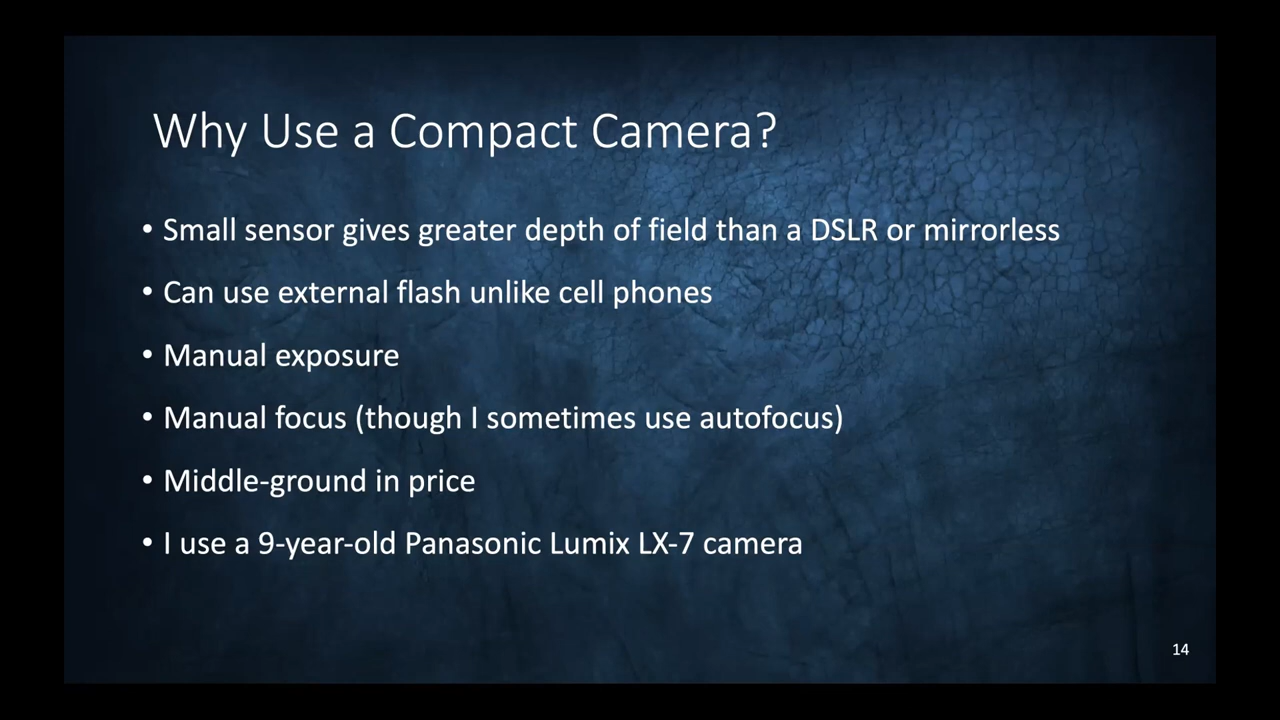 Why Use a Compact Camera?
• Small sensor gives greater depth of field than a DSLR or mirrorless
• Can use external flash unlike cell phones
• Manual exposure
• Manual focus (though I sometimes use autofocus)
• Middle-ground in price
• I use a 9-year-old Panasonic Lumix LX-7 camera
14